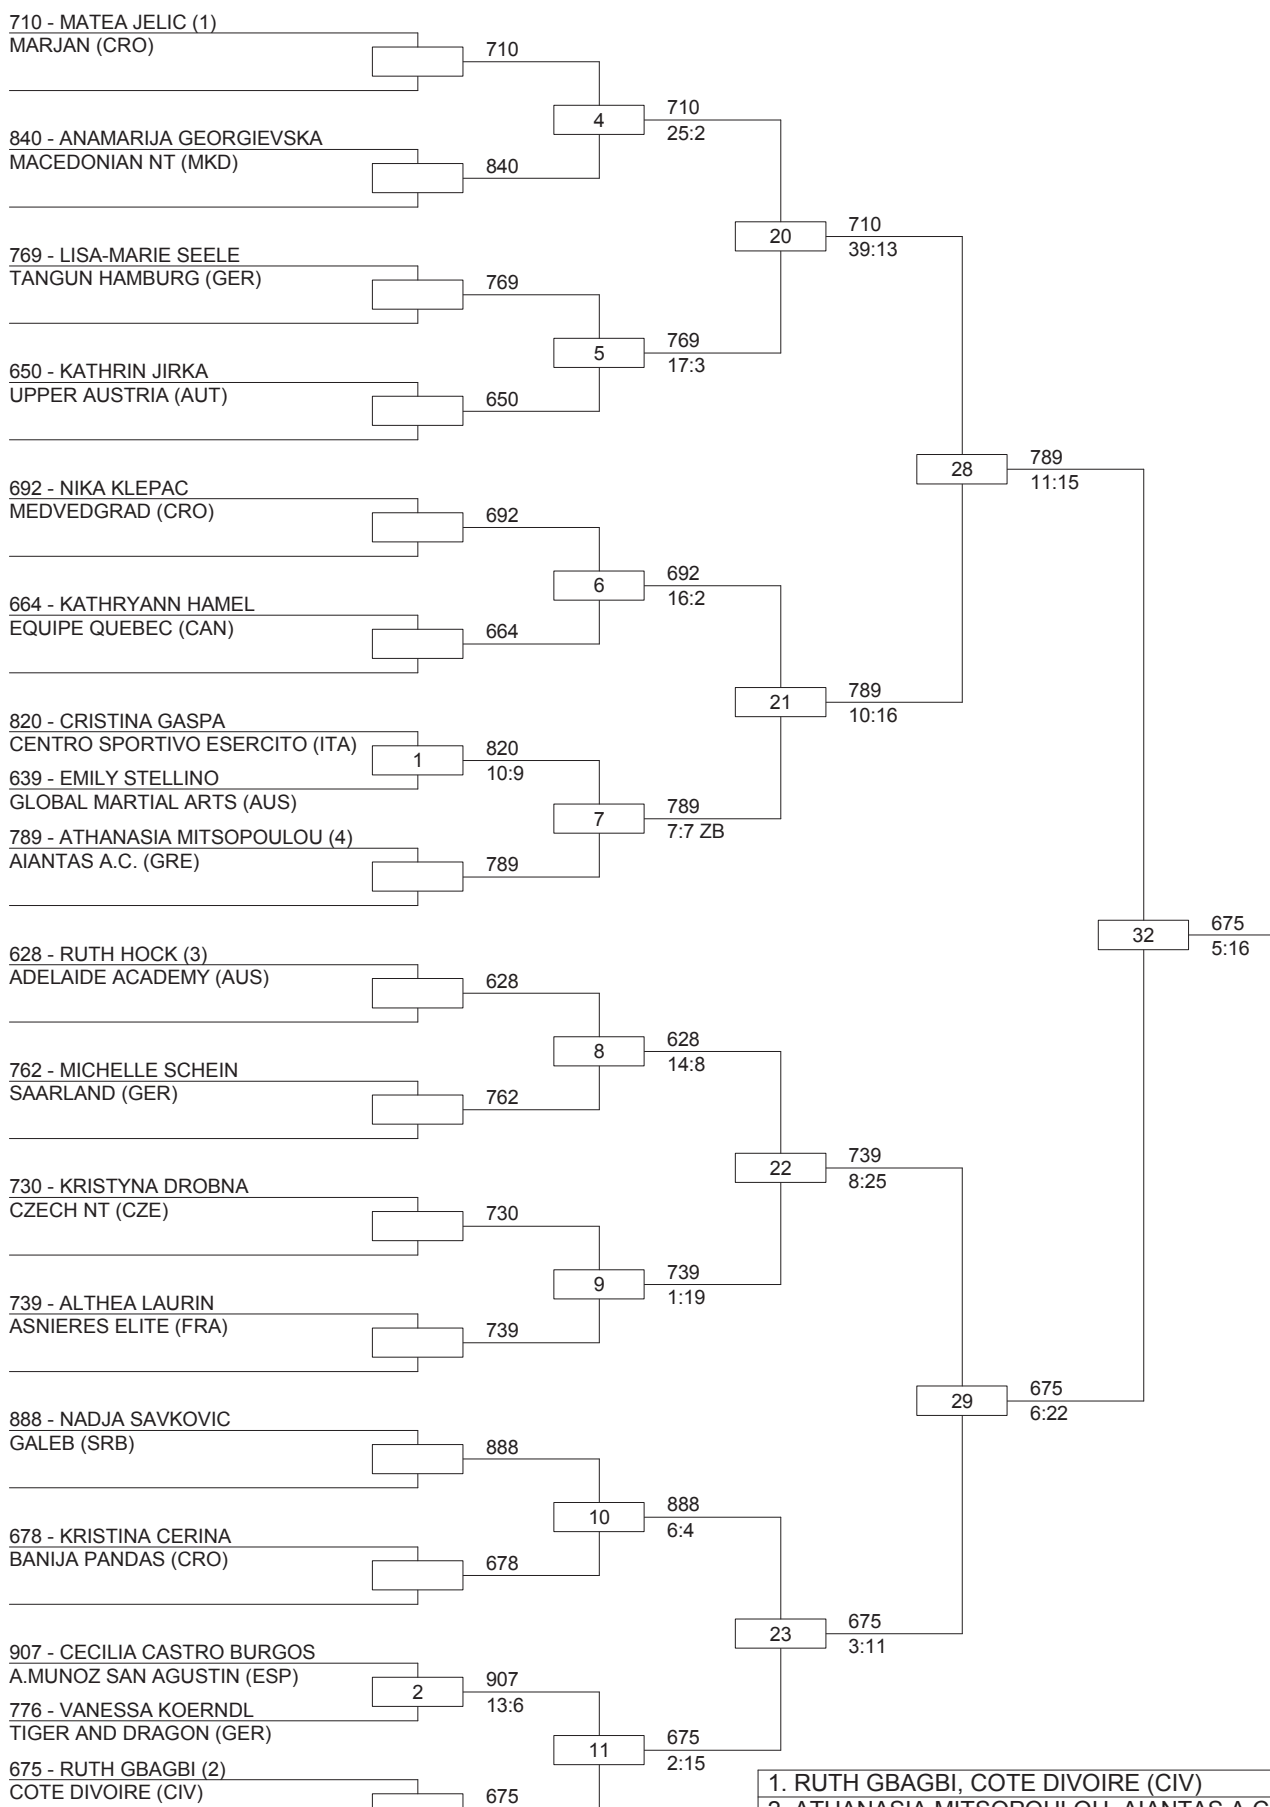 710 - MATEA JELIC (1)
MARJAN (CRO)
710
4
710
25:2
840 - ANAMARIJA GEORGIEVSKA
MACEDONIAN NT (MKD)
840
20
710
39:13
769 - LISA-MARIE SEELE
TANGUN HAMBURG (GER)
769
5
769
17:3
650 - KATHRIN JIRKA
UPPER AUSTRIA (AUT)
650
28
789
11:15
692 - NIKA KLEPAC
MEDVEDGRAD (CRO)
692
6
692
16:2
664 - KATHRYANN HAMEL
EQUIPE QUEBEC (CAN)
664
21
789
10:16
820 - CRISTINA GASPA
CENTRO SPORTIVO ESERCITO (ITA)
1
820
10:9
639 - EMILY STELLINO
GLOBAL MARTIAL ARTS (AUS)
7
789
7:7 ZB
789 - ATHANASIA MITSOPOULOU (4)
AIANTAS A.C. (GRE)
789
32
675
5:16
628 - RUTH HOCK (3)
ADELAIDE ACADEMY (AUS)
628
8
628
14:8
762 - MICHELLE SCHEIN
SAARLAND (GER)
762
22
739
8:25
730 - KRISTYNA DROBNA
CZECH NT (CZE)
730
9
739
1:19
739 - ALTHEA LAURIN
ASNIERES ELITE (FRA)
739
29
675
6:22
888 - NADJA SAVKOVIC
GALEB (SRB)
888
10
888
6:4
678 - KRISTINA CERINA
BANIJA PANDAS (CRO)
678
23
675
3:11
907 - CECILIA CASTRO BURGOS
A.MUNOZ SAN AGUSTIN (ESP)
2
907
13:6
776 - VANESSA KOERNDL
TIGER AND DRAGON (GER)
11
675
2:15
675 - RUTH GBAGBI (2)
COTE DIVOIRE (CIV)
675
1. RUTH GBAGBI, COTE DIVOIRE (CIV)
2. ATHANASIA MITSOPOULOU, AIANTAS A.C